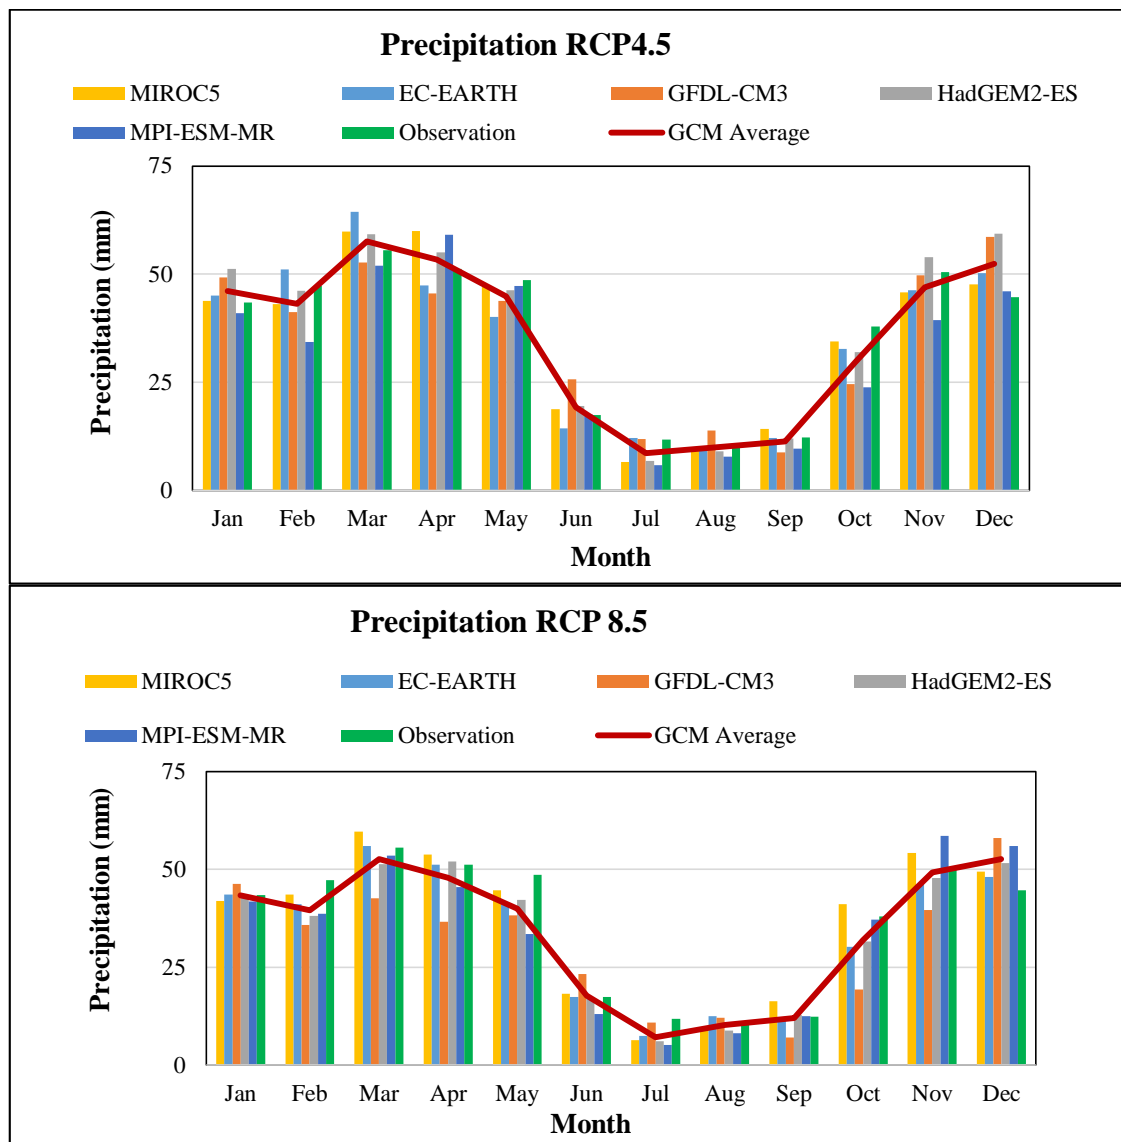 Precipitation RCP4.5
MIROC5 EC-EARTH GFDL-CM3 HadGEM2-ES
MPI-ESM-MR Observation GCM Average
Precipitation (mm)
75
50
25
0
Jan Feb Mar Apr May Jun Jul Aug Sep Oct Nov Dec
Month
Precipitation RCP 8.5
MIROC5 EC-EARTH GFDL-CM3 HadGEM2-ES
MPI-ESM-MR Observation GCM Average
Precipitation (mm)
75
50
25
0
Jan Feb Mar Apr May Jun Jul Aug Sep Oct Nov Dec
Month